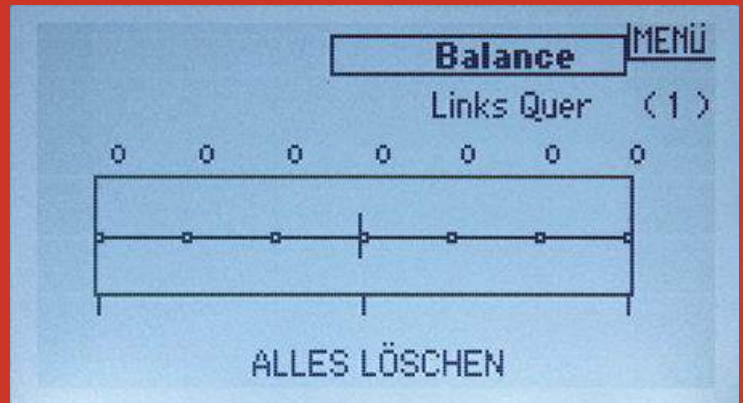 MENÜ
Balance
Links Quer (1)
0 0 0 0 0 0 0
ALLES LÖSCHEN